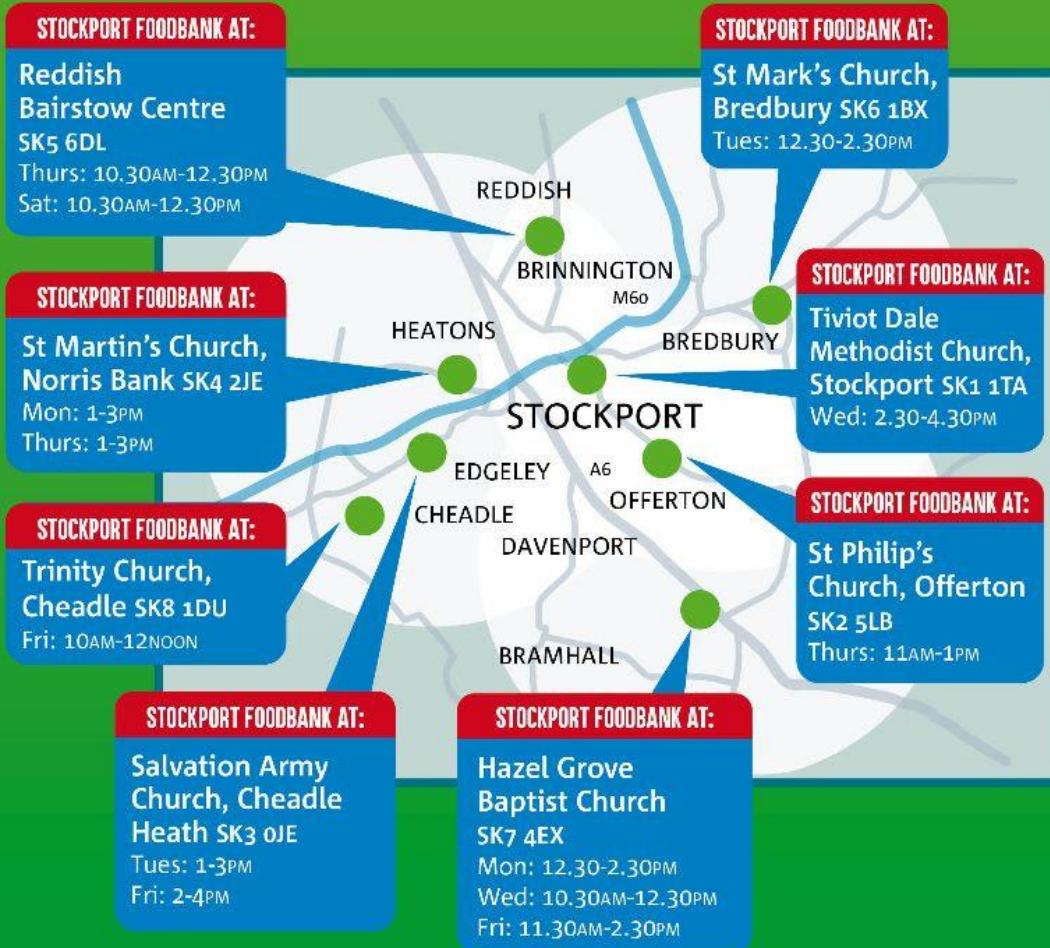 STOCKPORT FOODBANK AT:
Reddish
Bairstow Centre
SK5 6DL
Thurs: 10.30AM-12.30PM
Sat: 10.30AM-12.30PM
STOCKPORT FOODBANK AT:
St Mark's Church,
Bredbury SK6 1BX
Tues: 12.30-2.30PM
REDDISH
BRINNINGTON
M60
HEATONS
BREDBURY
STOCKPORT
EDGELEY
A6
OFFERTON
CHEADLE
DAVENPORT
BRAMHALL
STOCKPORT FOODBANK AT:
St Martin's Church,
Norris Bank SK4 2JE
Mon: 1-3PM
Thurs: 1-3PM
STOCKPORT FOODBANK AT:
Tiviot Dale
Methodist Church,
Stockport SK1 1TA
Wed: 2.30-4.30PM
STOCKPORT FOODBANK AT:
Trinity Church,
Cheadle SK8 1DU
Fri: 10AM-12NOON
STOCKPORT FOODBANK AT:
St Philip's
Church, Offerton
SK2 5LB
Thurs: 11AM-1PM
STOCKPORT FOODBANK AT:
Salvation Army
Church, Cheadle
Heath SK3 0JE
Tues: 1-3PM
Fri: 2-4PM
STOCKPORT FOODBANK AT:
Hazel Grove
Baptist Church
SK7 4EX
Mon: 12.30-2.30PM
Wed: 10.30AM-12.30PM
Fri: 11.30AM-2.30PM